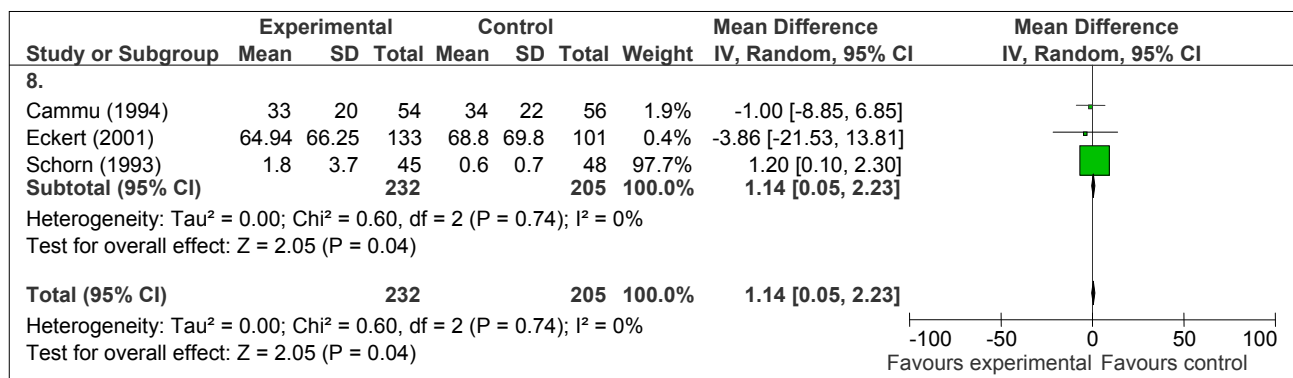 Experimental Control Mean Difference Mean Difference
Study or Subgroup Mean SD Total Mean SD Total Weight IV, Random, 95% CI IV, Random, 95% CI
8.
Cammu (1994) 33 20 54 34 22 56 1.9% -1.00 [-8.85, 6.85]
Eckert (2001) 64.94 66.25 133 68.8 69.8 101 0.4% -3.86 [-21.53, 13.81]
Schorn (1993) 1.8 3.7 45 0.6 0.7 48 97.7% 1.20 [0.10, 2.30]
Subtotal (95% CI) 232 205 100.0% 1.14 [0.05, 2.23]
Heterogeneity: Tau² = 0.00; Chi² = 0.60, df = 2 (P = 0.74); I² = 0%
Test for overall effect: Z = 2.05 (P = 0.04)
Total (95% CI) 232 205 100.0% 1.14 [0.05, 2.23]
Heterogeneity: Tau² = 0.00; Chi² = 0.60, df = 2 (P = 0.74); I² = 0%
Test for overall effect: Z = 2.05 (P = 0.04)
-100 -50 0 50 100
Favours experimental Favours control